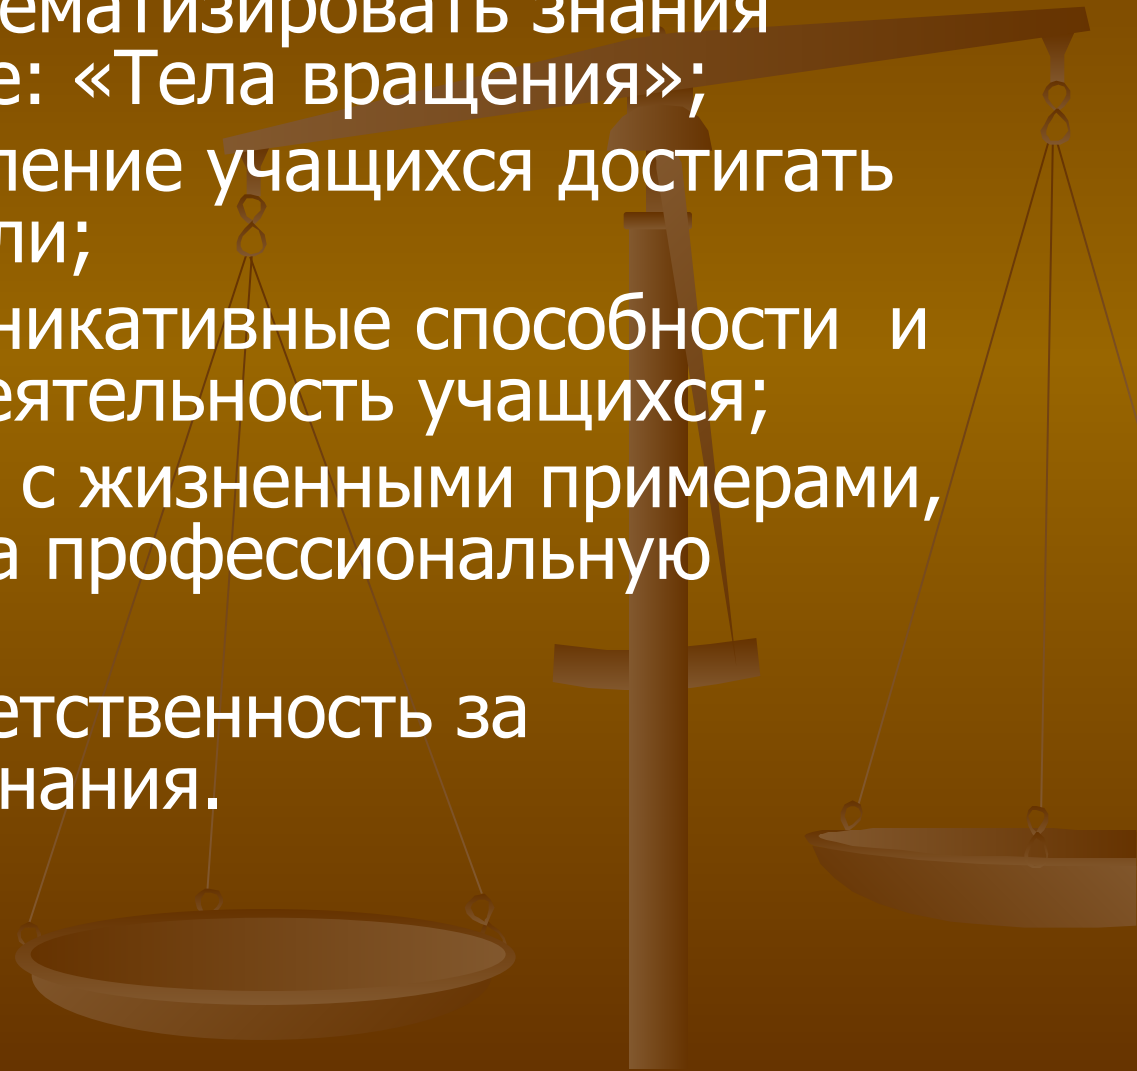 ематизировать знания
е: «Тела вращения»;
ление учащихся достигать
ли;
никативные способности и
еятельность учащихся;
с жизненными примерами,
а профессиональную
етственность за
нания.